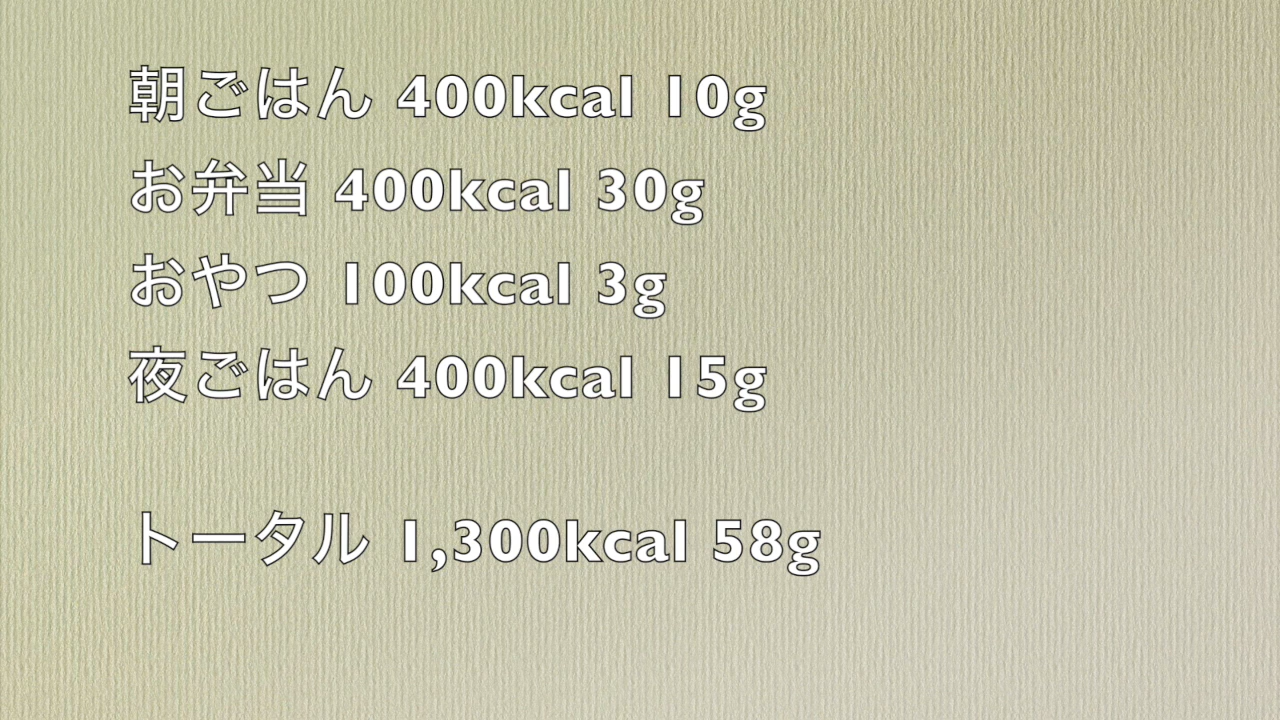 朝ごはん 400kcal 10g
お弁当 400kcal 30g
おやつ 100kcal 3g
夜ごはん 400kcal 15g
トータル 1,300kcal 58g